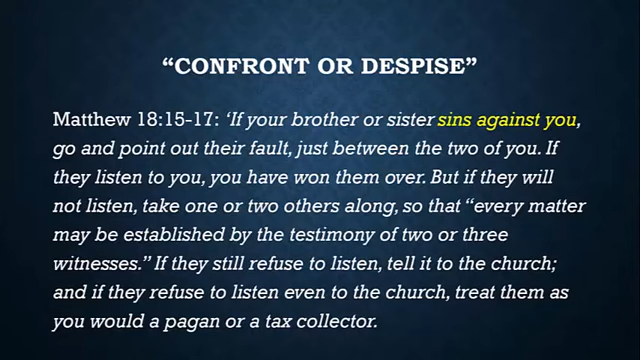 “CONFRONT OR DESPISE”
Matthew 18:15-17: ‘If your brother or sister sins against you,
go and point out their fault, just between the two of you. If
they listen to you, you have won them over. But if they will
not listen, take one or two others along, so that “every matter
may be established by the testimony of two or three
witnesses.” If they still refuse to listen, tell it to the church;
and if they refuse to listen even to the church, treat them as
you would a pagan or a tax collector.